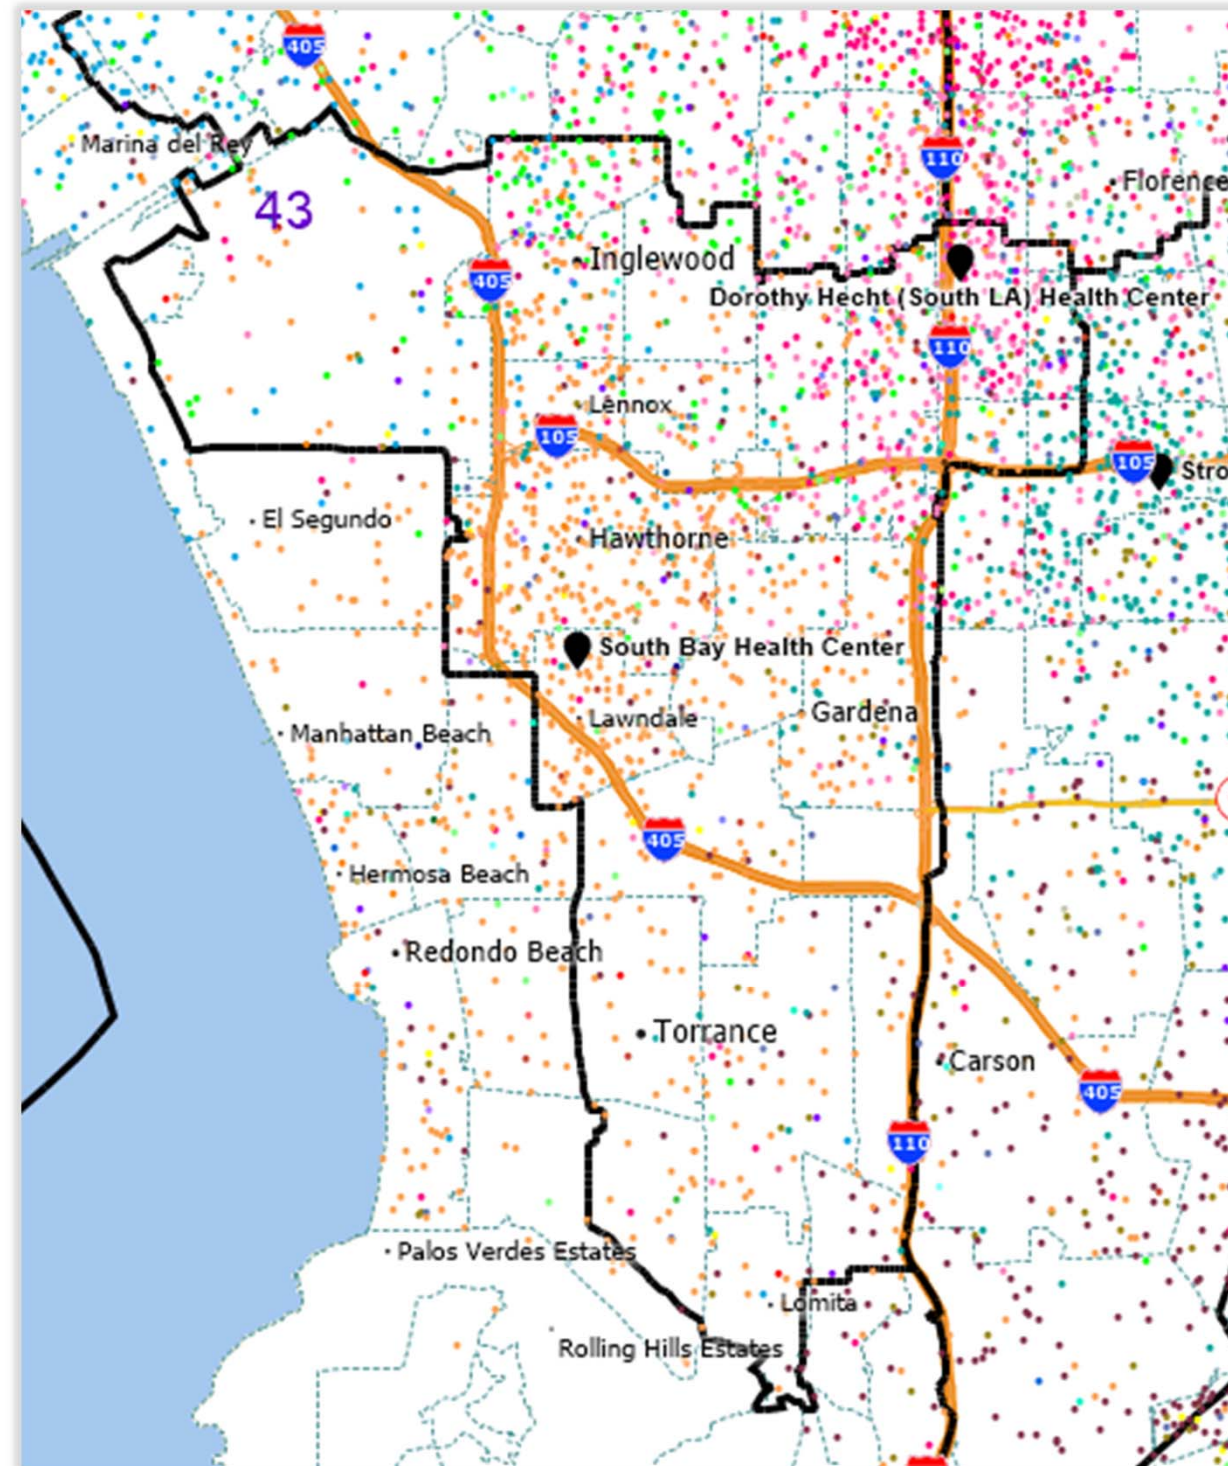 405
Marina del Rey
110
Florence
43
Inglewood
405
Dorothy Hecht (South LA) Health Center
110
Lennox
105
105
Stro
El Segundo
Hawthorne
South Bay Health Center
Gardena
Lawndale
Manhattan Beach
405
Hermosa Beach
Redondo Beach
Torrance
Carson
405
110
Palos Verdes Estates
Lomita
Rolling Hills Estates